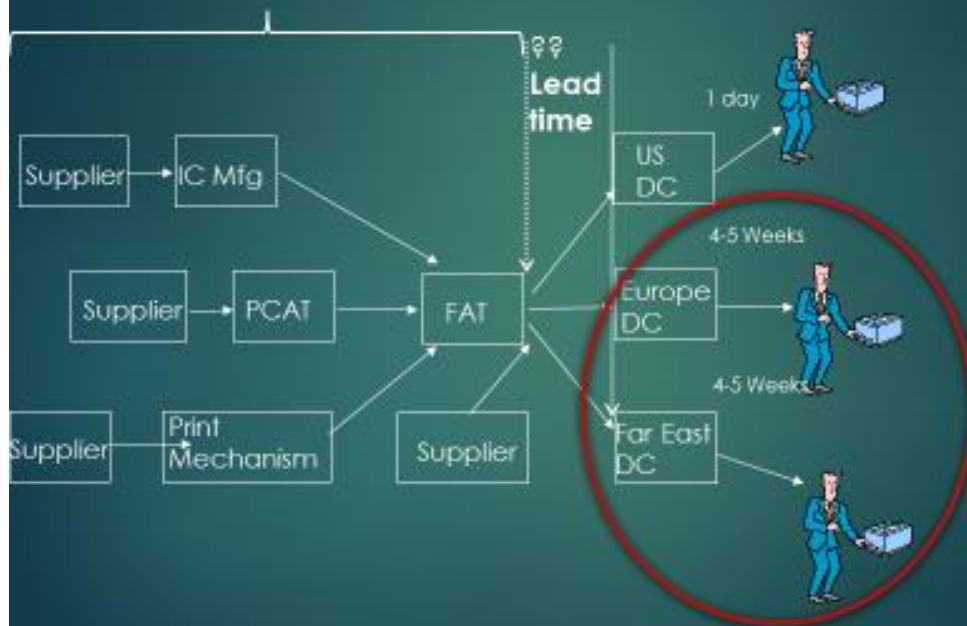 ??
Lead
time
1 day
US
DC
Supplier
IC Mfg
4-5 Weeks
Supplier
PCAT
FAT
Europe
DC
4-5 Weeks
Supplier
Print
Mechanism
Supplier
Far East
DC